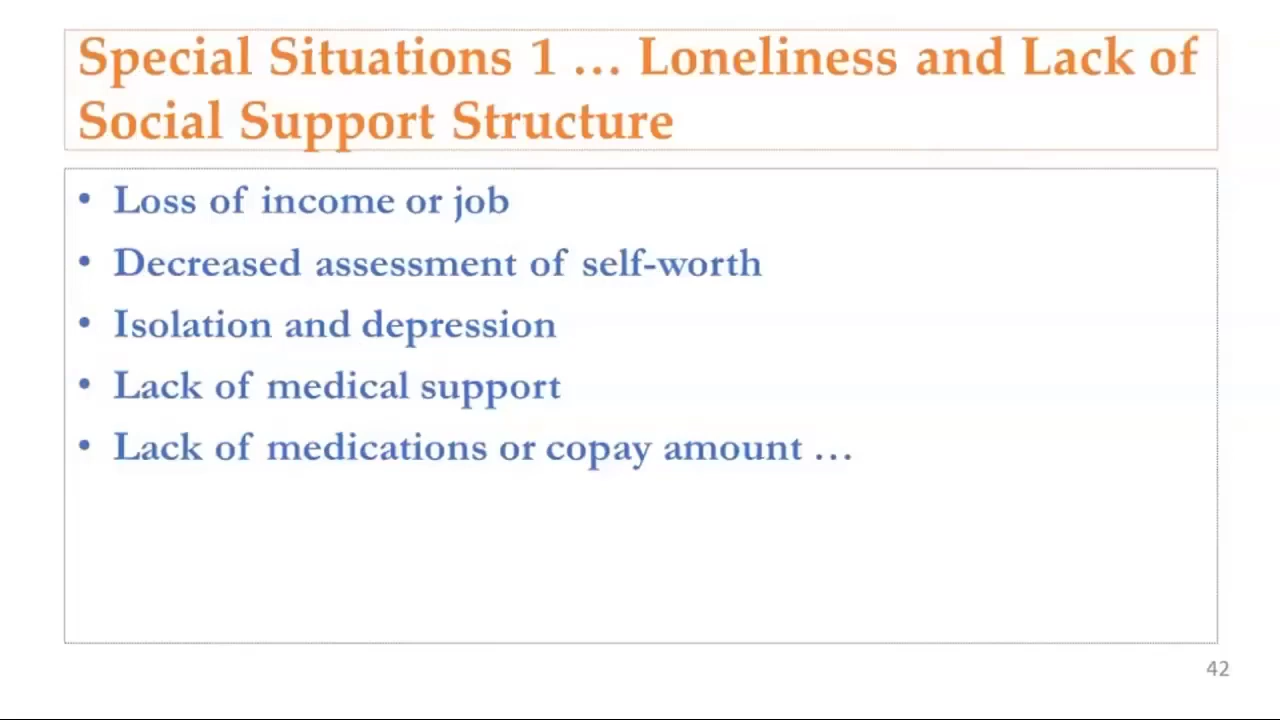 Special Situations 1 … Loneliness and Lack of
Social Support Structure
• Loss of income or job
• Decreased assessment of self-worth
• Isolation and depression
• Lack of medical support
• Lack of medications or copay amount …
42